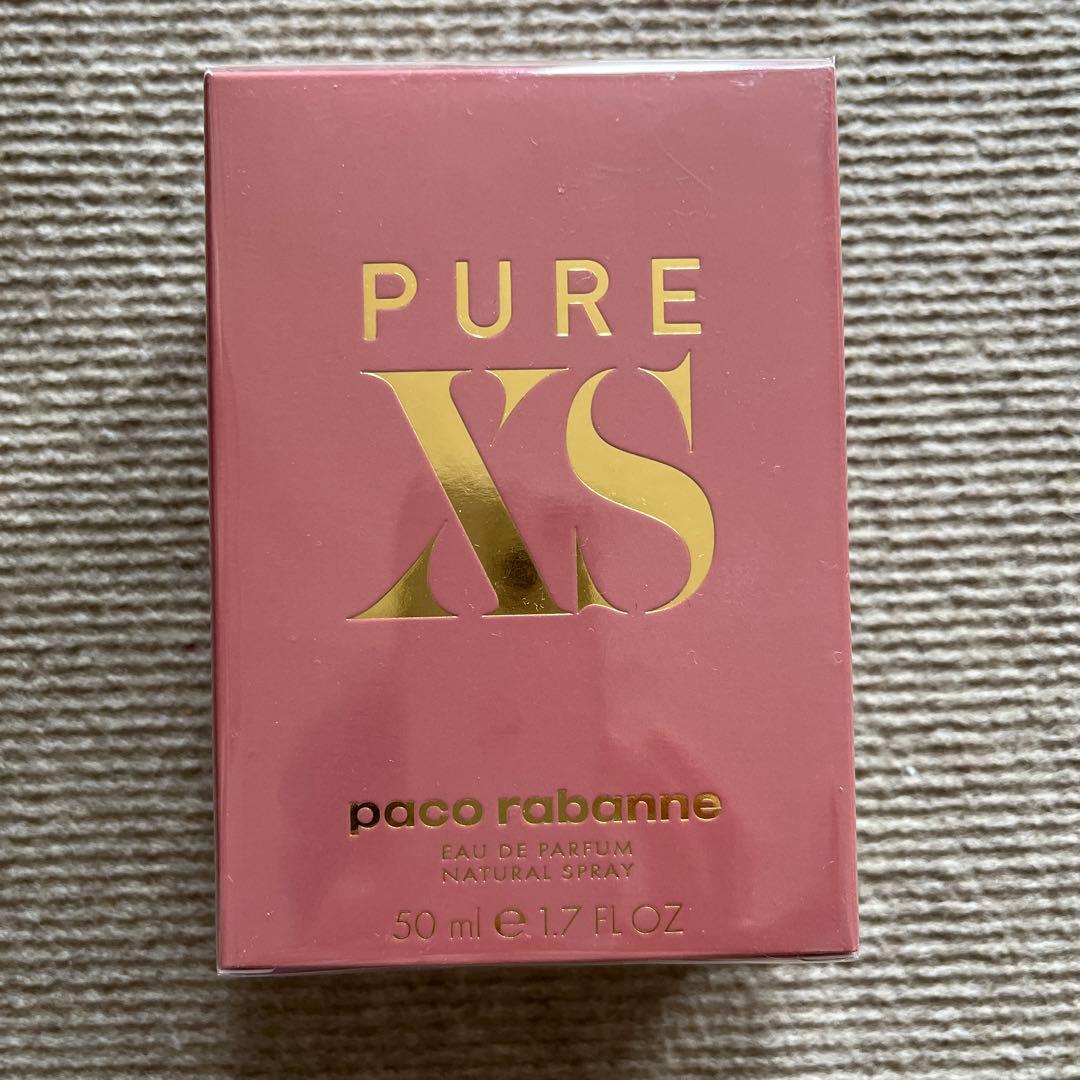 PURE
XS
paco rabanne
EAU DE PARFUM
NATURAL SPRAY
50 ml e 1.7 FL OZ